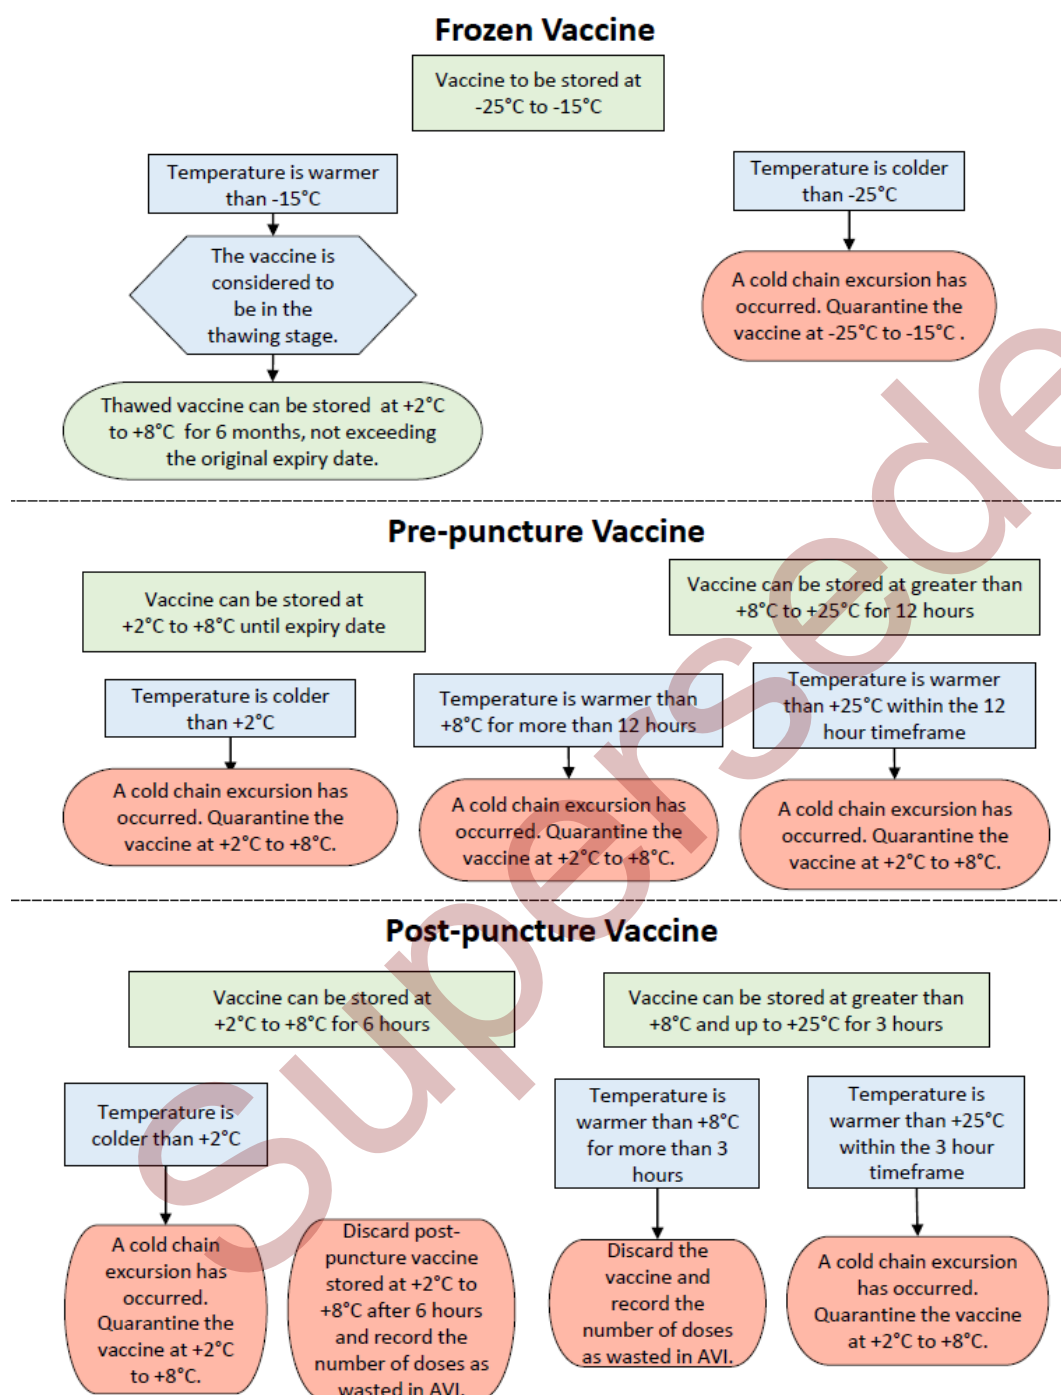 Frozen Vaccine
Vaccine to be stored at
-25°C to -15°C
Temperature is warmer
than -15°C
Temperature is colder
than -25°C
The vaccine is
considered to
be in the
thawing stage.
A cold chain excursion has
occurred. Quarantine the
vaccine at -25°C to -15°C .
Thawed vaccine can be stored at +2°C
to +8°C for 6 months, not exceeding
the original expiry date.
Pre-puncture Vaccine
Vaccine can be stored at
+2°C to +8°C until expiry date
Vaccine can be stored at greater than
+8°C to +25°C for 12 hours
Temperature is colder
than +2°C
Temperature is warmer than
+8°C for more than 12 hours
Temperature is warmer
than +25°C within the 12
hour timeframe
A cold chain excursion has
occurred. Quarantine the
vaccine at +2°C to +8°C.
A cold chain excursion has
occurred. Quarantine the
vaccine at +2°C to +8°C.
A cold chain excursion has
occurred. Quarantine the
vaccine at +2°C to +8°C.
Post-puncture Vaccine
Vaccine can be stored at
+2°C to +8°C for 6 hours
Vaccine can be stored at greater than
+8°C and up to +25°C for 3 hours
Temperature is
colder than +2°C
Temperature is
warmer than +8°C
for more than 3
hours
Temperature is
warmer than +25°C
within the 3 hour
timeframe
A cold chain
excursion has
occurred.
Quarantine the
vaccine at +2°C
to +8°C.
Discard post-
puncture vaccine
stored at +2°C to
+8°C after 6 hours
and record the
number of doses as
wasted in AVI.
Discard the
vaccine and
record the
number of doses
as wasted in AVI.
A cold chain excursion
has occurred.
Quarantine the vaccine
at +2°C to +8°C.
Supersede